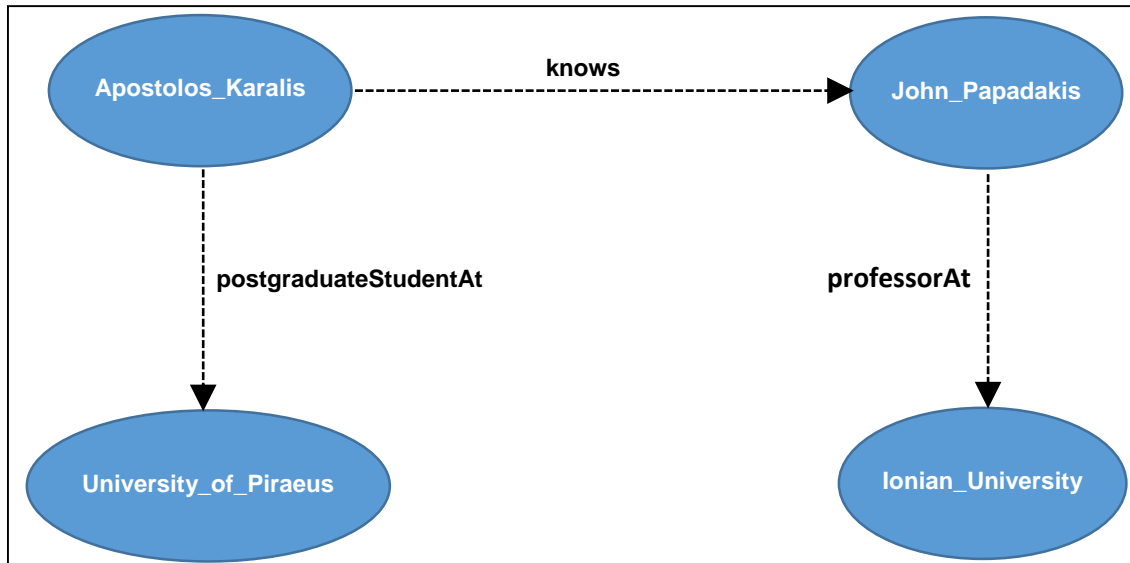 knows
Apostolos_Karalis
John_Papadakis
postgraduateStudentAt
professorAt
University_of_Piraeus
Ionian_University